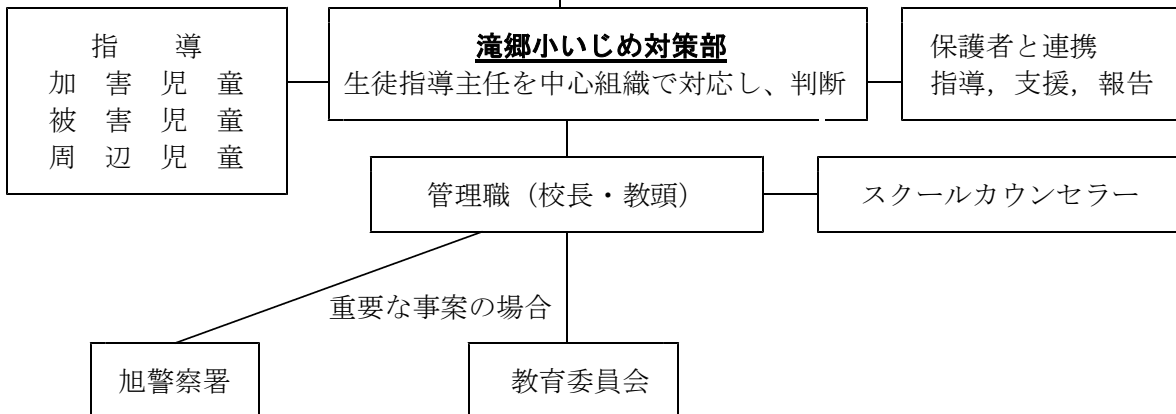 指　導
加　害　児　童
被　害　児　童
周　辺　児　童
滝郷小いじめ対策部
生徒指導主任を中心組織で対応し、判断
保護者と連携
指導，支援，報告
管理職（校長・教頭）
スクールカウンセラー
重要な事案の場合
旭警察署
教育委員会